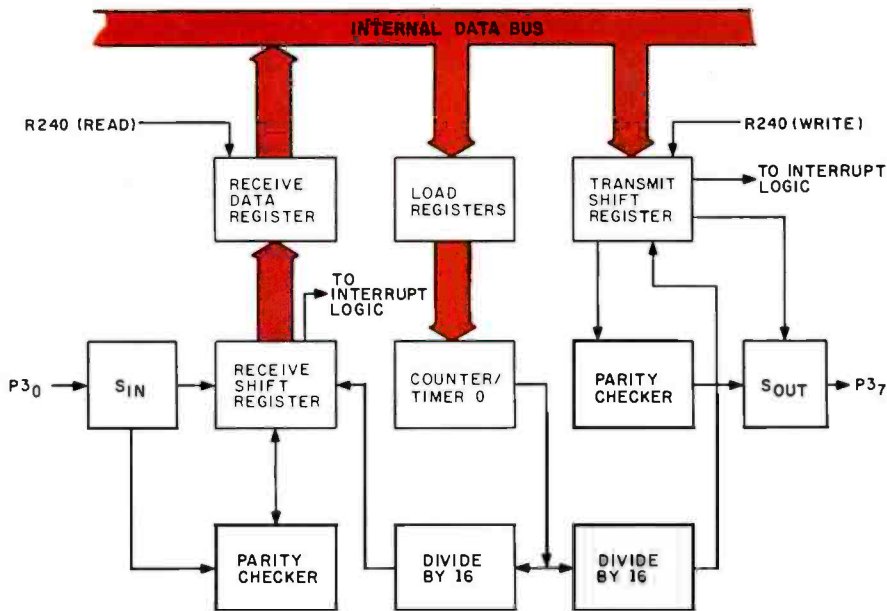 INTERNAL DATA BUS
R240 (READ)
R240 (WRITE)
RECEIVE
DATA
REGISTER
LOAD
REGISTERS
TRANSMIT
SHIFT
REGISTER
TO INTERRUPT
LOGIC
TO
INTERRUPT
LOGIC
P3₀
S_IN
RECEIVE
SHIFT
REGISTER
COUNTER/
TIMER 0
PARITY
CHECKER
S_OUT
P3₇
PARITY
CHECKER
DIVIDE
BY 16
DIVIDE
BY 16